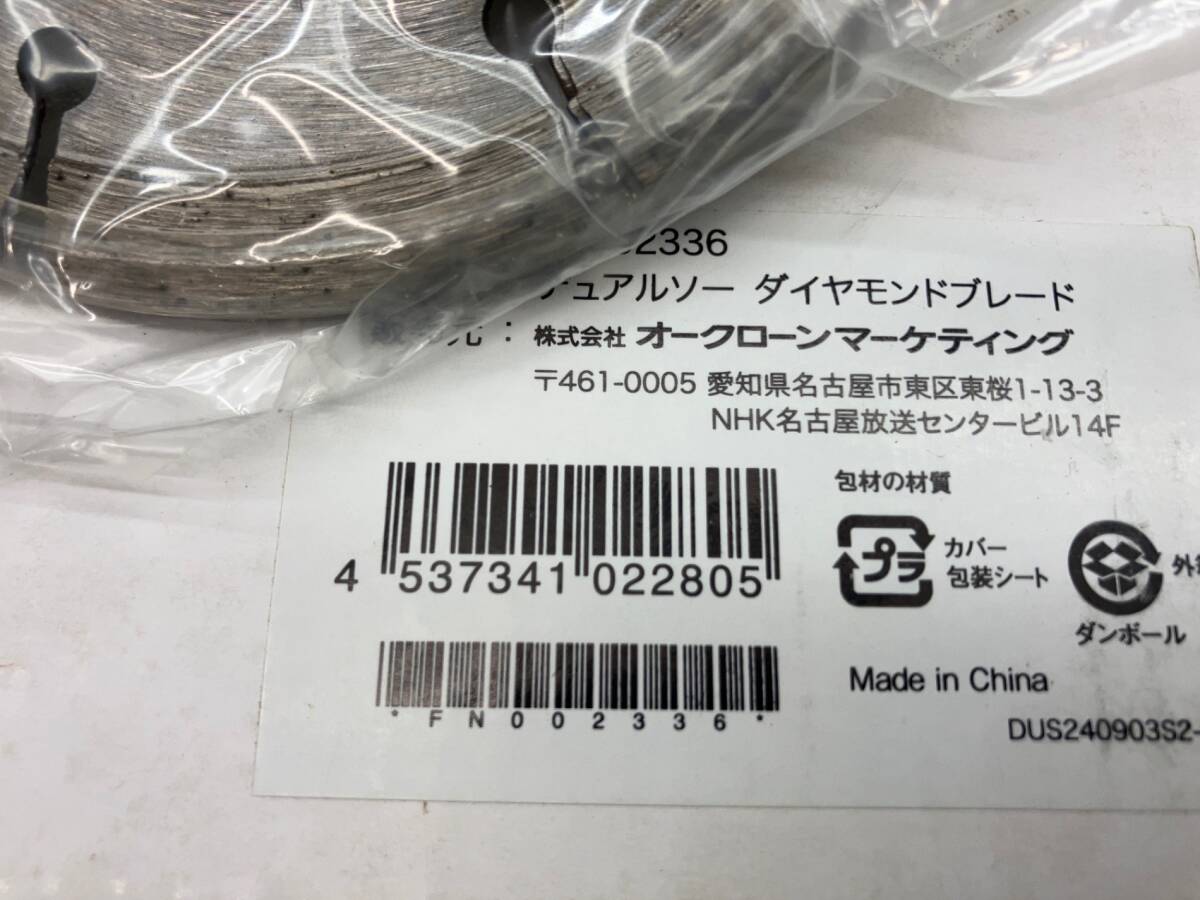 2336
デュアルソー ダイヤモンドブレード
元 : 株式会社 オークローンマーケティング
〒461-0005 愛知県名古屋市東区東桜1-13-3
NHK名古屋放送センタービル14F
包材の材質
プラ
カバー
包装シート
外
ダンボール
4 537341 022805
*FN002336*
Made in China
DUS240903S2-